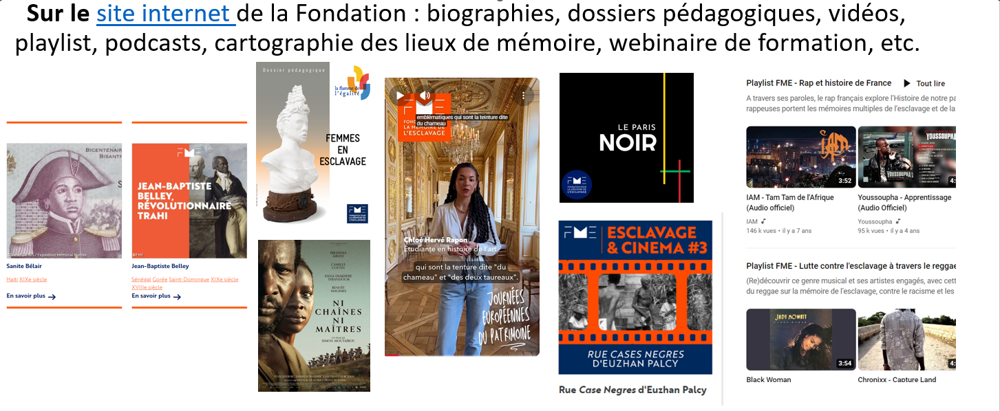 Sur le site internet de la Fondation : biographies, dossiers pédagogiques, vidéos,
playlist, podcasts, cartographie des lieux de mémoire, webinaire de formation, etc.
BICENTENAIR
BISANTN
S
Sanite Bélair
Haïti XIXe siècle
En savoir plus
FME
JEAN-BAPTISTE
BELLEY,
RÉVOLUTIONNAIRE
TRAHI
©FME
Jean-Baptiste Belley
Sénégal Gorée Saint-Domingue XIXe siècle
XVIIIe siècle
En savoir plus
Dossier pédagogique
la flamme de
l'égalité
FEMMES
EN
ESCLAVAGE
FME
IBRAHIMA
MBAYE
CAMILLE
COTTIN
ANNA DIAKHERE
THIANDOUM
BENOÎT
MAGIMEL
NI
CHAÎNES
NI
MAÎTRES
UN FILM DE
SIMON MOUTAÏROU
FME
emblématiques qui sont la teinture dite
du chameau
LA MÉMOIRE DE
L'ESCLAVAGE
Chloé Hervé Rapon
Étudiante en histoire de l'art
qui sont la tenture dite "du
chameau" et "des deux taureaux".
JOURNÉES
EUROPÉENNES
DU PATRIMOINE
LE PARIS
NOIR
FME
FONDATION POUR
LA MÉMOIRE DE
L'ESCLAVAGE
FME
ESCLAVAGE
& CINEMA #3
RUE CASES NEGRES
D'EUZHAN PALCY
Rue Case Negres d'Euzhan Palcy
Playlist FME - Rap et histoire de France Tout lire
A travers ses paroles, le rap français explore l'Histoire de notre pa
rappeuses portent les mémoires multiples de l'esclavage et de la
iam
3:52
IAM - Tam Tam de l'Afrique
(Audio officiel)
IAM
146 k vues • il y a 7 ans
YOUSSOUPHA
YOUSSOUPHA
4:
Youssoupha - Apprentissage
(Audio Officiel)
Youssoupha
95 k vues • il y a 4 ans
Playlist FME - Lutte contre l'esclavage à travers le reggae
(Re)découvrir ce genre musical et ses artistes engagés, avec cett
du reggae sur la mémoire de l'esclavage, contre le racisme et les
JUDY MOWATT
3:54
Black Woman
4:
Chronixx - Capture Land